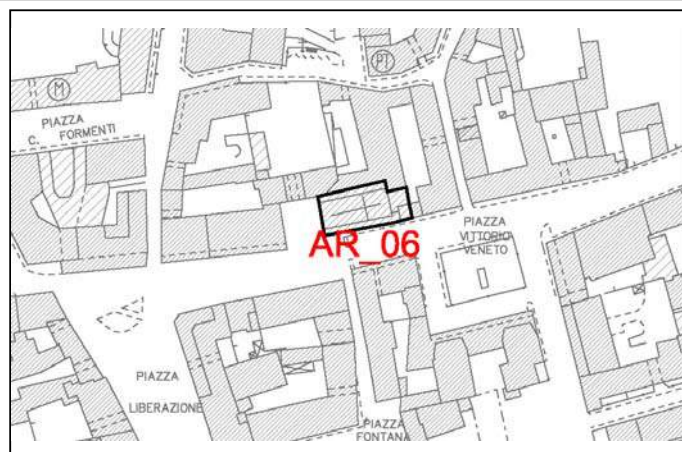 PT
M
PIAZZA
C. FORMENTI
PIAZZA
VITTORIO
VENETO
AR_06
PIAZZA
LIBERAZIONE
PIAZZA
FONTANA